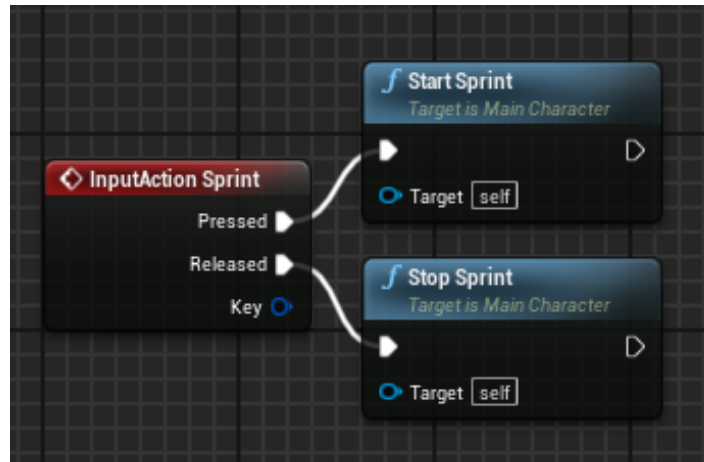 Start Sprint
Target is Main Character
Target self
InputAction Sprint
Pressed
Released
Key
Stop Sprint
Target is Main Character
Target self